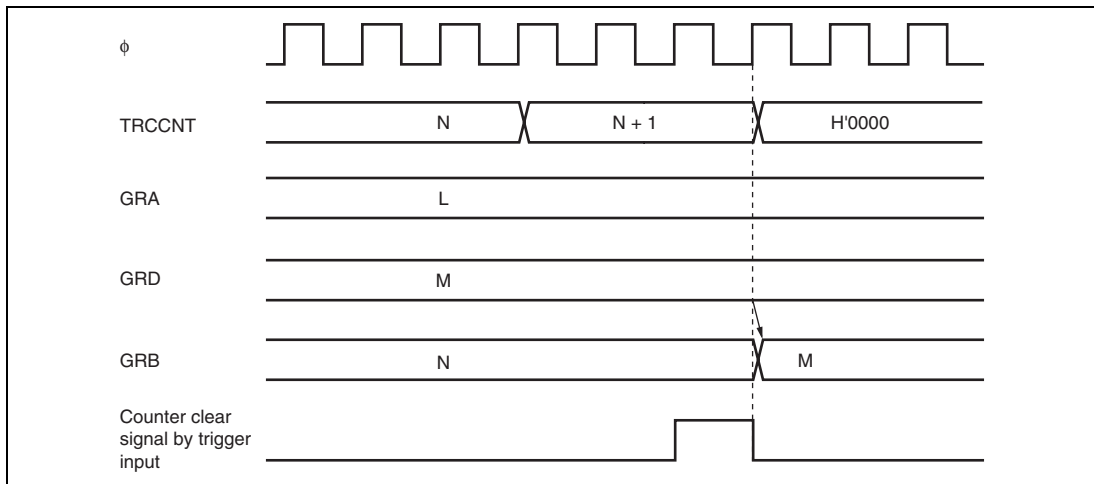 ϕ
TRCCNT N N + 1 H'0000
GRA L
GRD M
GRB N M
Counter clear
signal by trigger
input